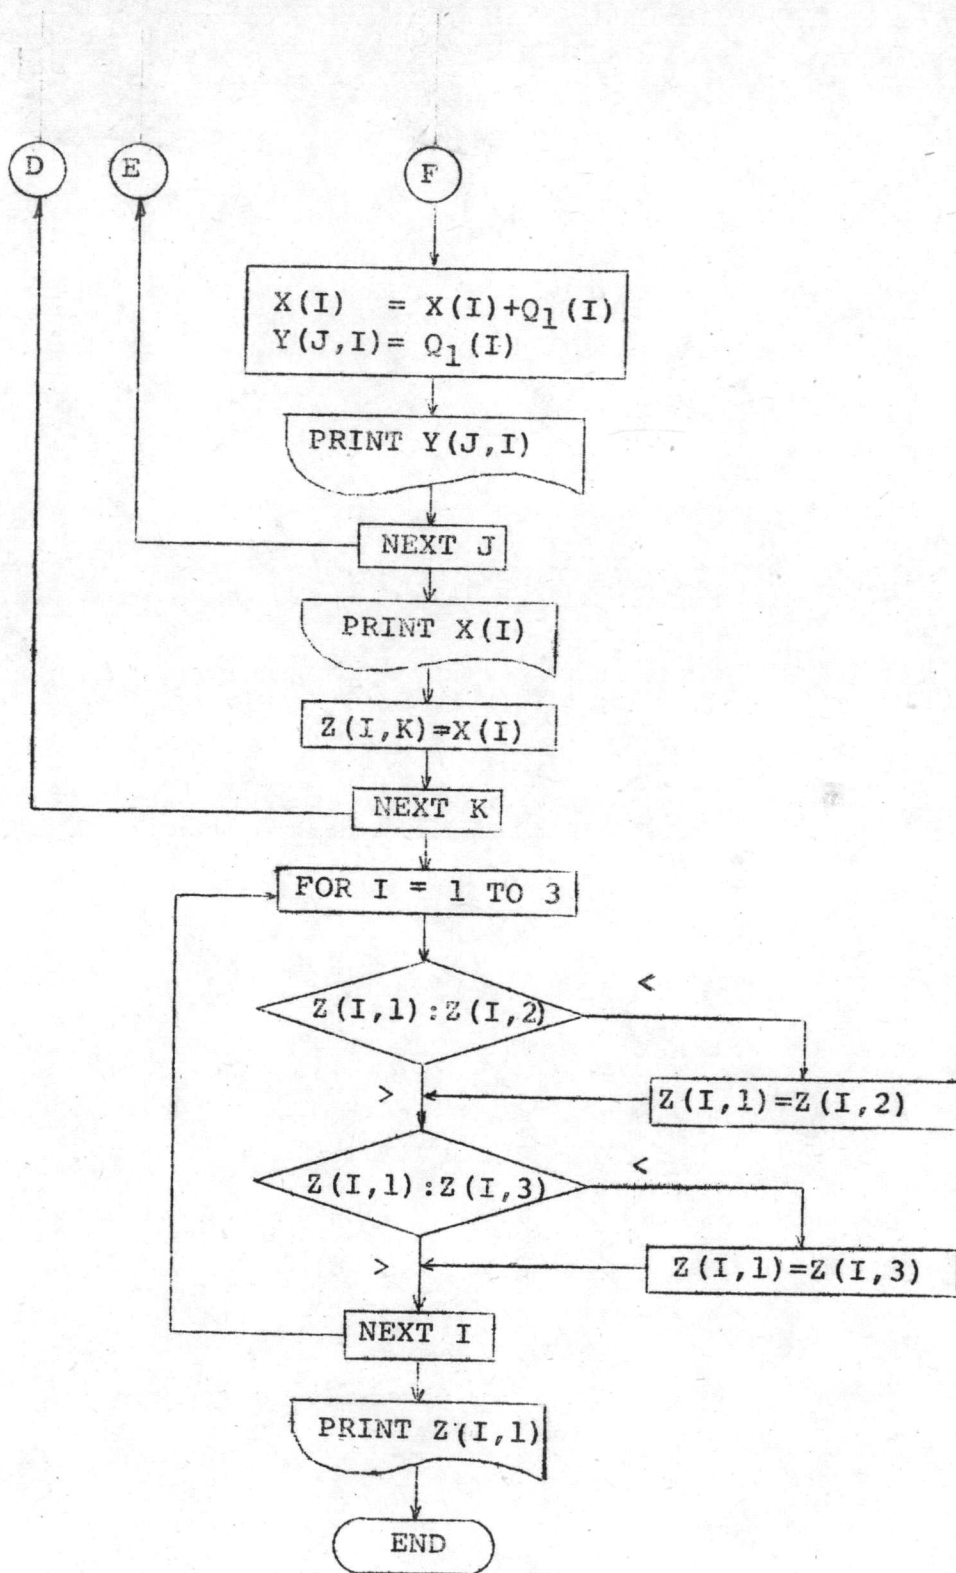 D E F
X(I) = X(I)+Q1(I)
Y(J,I)= Q1(I)
PRINT Y(J,I)
NEXT J
PRINT X(I)
Z(I,K)=X(I)
NEXT K
FOR I = 1 TO 3
<
Z(I,1):Z(I,2)
>
Z(I,1)=Z(I,2)
<
Z(I,1):Z(I,3)
>
Z(I,1)=Z(I,3)
NEXT I
PRINT Z(I,1)
END